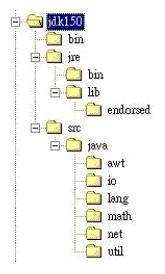 jdk150
bin
jre
bin
lib
endorsed
src
java
awt
io
lang
math
net
util